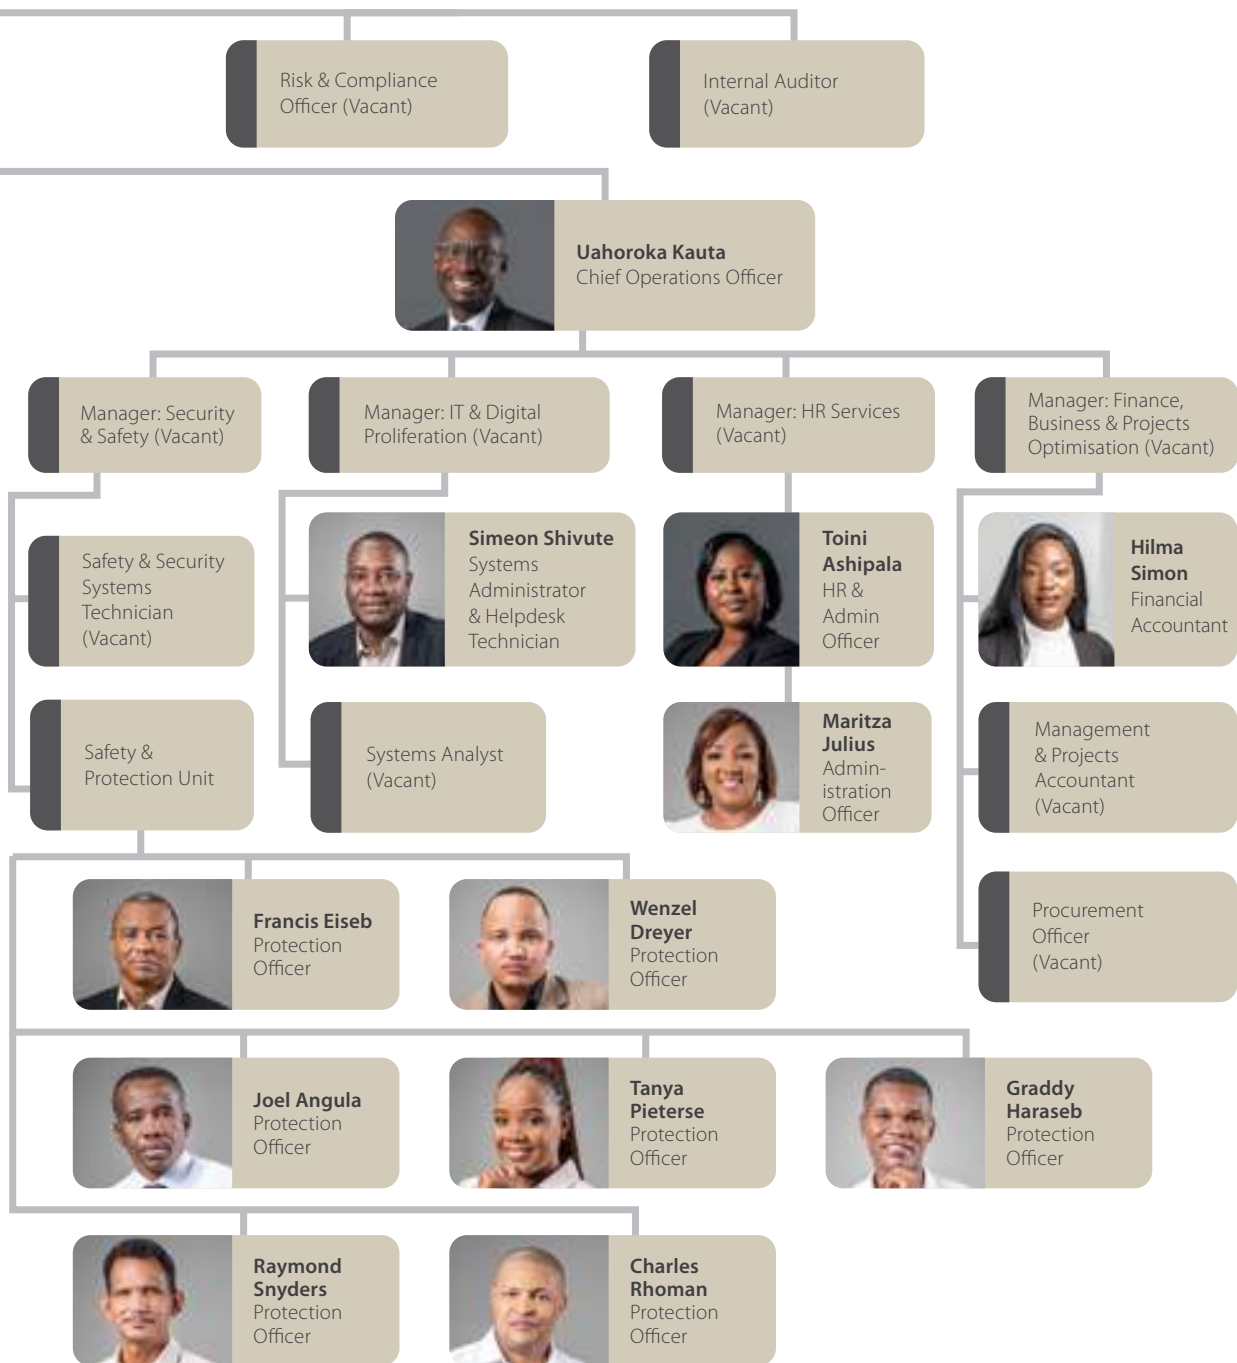 Risk & Compliance
Officer (Vacant)
Internal Auditor
(Vacant)
Uahoroka Kauta
Chief Operations Officer
Manager: Security
& Safety (Vacant)
Manager: IT & Digital
Proliferation (Vacant)
Manager: HR Services
(Vacant)
Manager: Finance,
Business & Projects
Optimisation (Vacant)
Safety & Security
Systems
Technician
(Vacant)
Simeon Shivute
Systems
Administrator
& Helpdesk
Technician
Toini
Ashipala
HR &
Admin
Officer
Hilma
Simon
Financial
Accountant
Safety &
Protection Unit
Systems Analyst
(Vacant)
Maritza
Julius
Admin-
istration
Officer
Management
& Projects
Accountant
(Vacant)
Procurement
Officer
(Vacant)
Francis Eiseb
Protection
Officer
Wenzel
Dreyer
Protection
Officer
Joel Angula
Protection
Officer
Tanya
Pieterse
Protection
Officer
Graddy
Haraseb
Protection
Officer
Raymond
Snyders
Protection
Officer
Charles
Rhoman
Protection
Officer